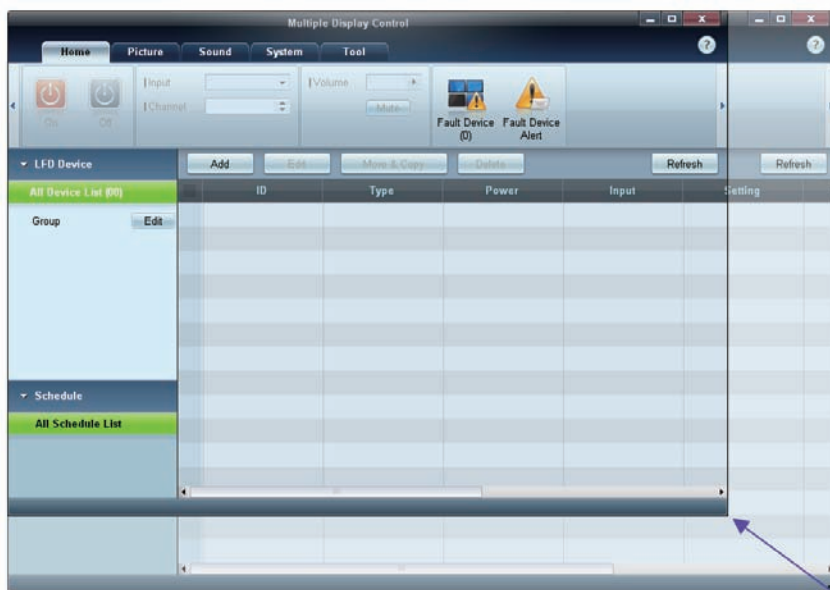 Multiple Display Control
Home Picture Sound System Tool
Input
Volume
On Off
Channel
Mute
Fault Device (0)
Fault Device Alert
LFD Device
Add Edit Move & Copy Delete Refresh Refresh
All Device List (00)
ID Type Power Input Setting
Group Edit
Schedule
All Schedule List